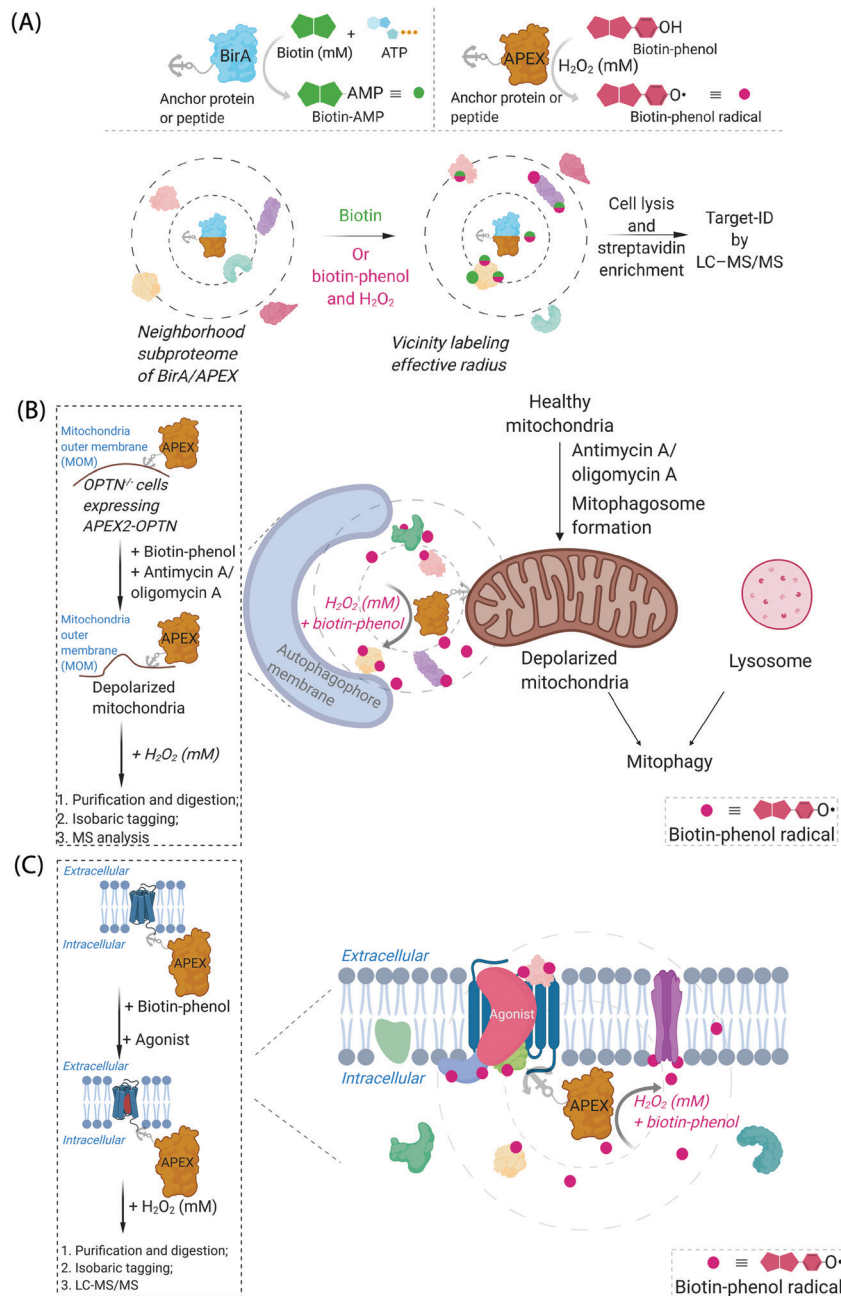 (A)
BirA
Biotin (mM)
+
ATP
Anchor protein
or peptide
AMP ≡
Biotin-AMP
APEX
OH
Biotin-phenol
H₂O₂ (mM)
Anchor protein or
peptide
O• ≡
Biotin-phenol radical
Biotin
Or
biotin-phenol
and H₂O₂
Cell lysis
and
streptavidin
enrichment
Target-ID
by
LC–MS/MS
Neighborhood
subproteome
of BirA/APEX
Vicinity labeling
effective radius
(B)
Mitochondria
outer membrane
(MOM)
APEX
OPTN⁻/⁻ cells
expressing
APEX2-OPTN
+ Biotin-phenol
+ Antimycin A/
oligomycin A
Mitochondria
outer
membrane
(MOM)
APEX
Depolarized
mitochondria
+ H₂O₂ (mM)
1. Purification and digestion;
2. Isobaric tagging;
3. MS analysis
Healthy
mitochondria
Antimycin A/
oligomycin A
Mitophagosome
formation
H₂O₂ (mM)
+ biotin-phenol
APEX
Autophagophore
membrane
Depolarized
mitochondria
Lysosome
Mitophagy
≡ O•
Biotin-phenol radical
(C)
Extracellular
Intracellular
APEX
+ Biotin-phenol
+ Agonist
Extracellular
Intracellular
APEX
+ H₂O₂ (mM)
1. Purification and digestion;
2. Isobaric tagging;
3. LC-MS/MS
Extracellular
Agonist
Intracellular
APEX
H₂O₂ (mM)
+ biotin-phenol
≡ O•
Biotin-phenol radical